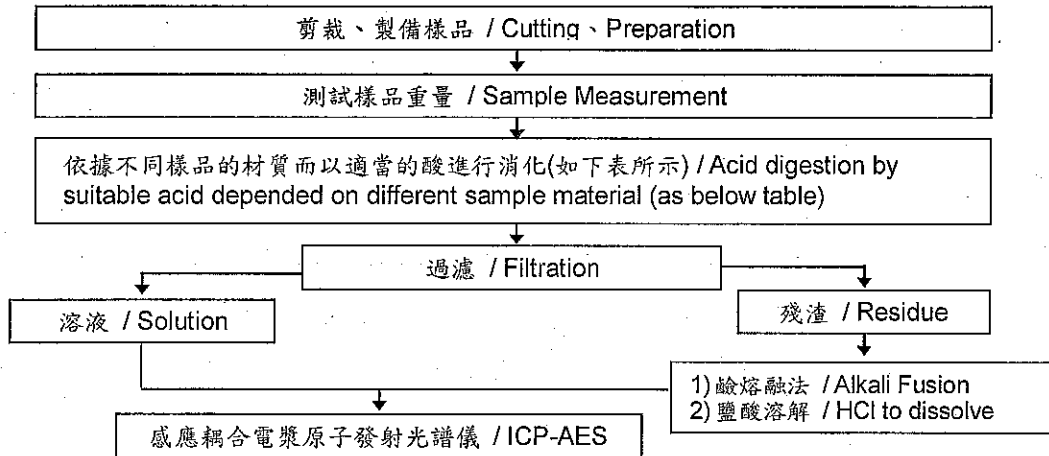 剪裁、製備樣品 / Cutting、Preparation
測試樣品重量 / Sample Measurement
依據不同樣品的材質而以適當的酸進行消化(如下表所示) / Acid digestion by
suitable acid depended on different sample material (as below table)
過濾 / Filtration
溶液 / Solution
殘渣 / Residue
1) 鹼熔融法 / Alkali Fusion
2) 鹽酸溶解 / HCl to dissolve
感應耦合電漿原子發射光譜儀 / ICP-AES